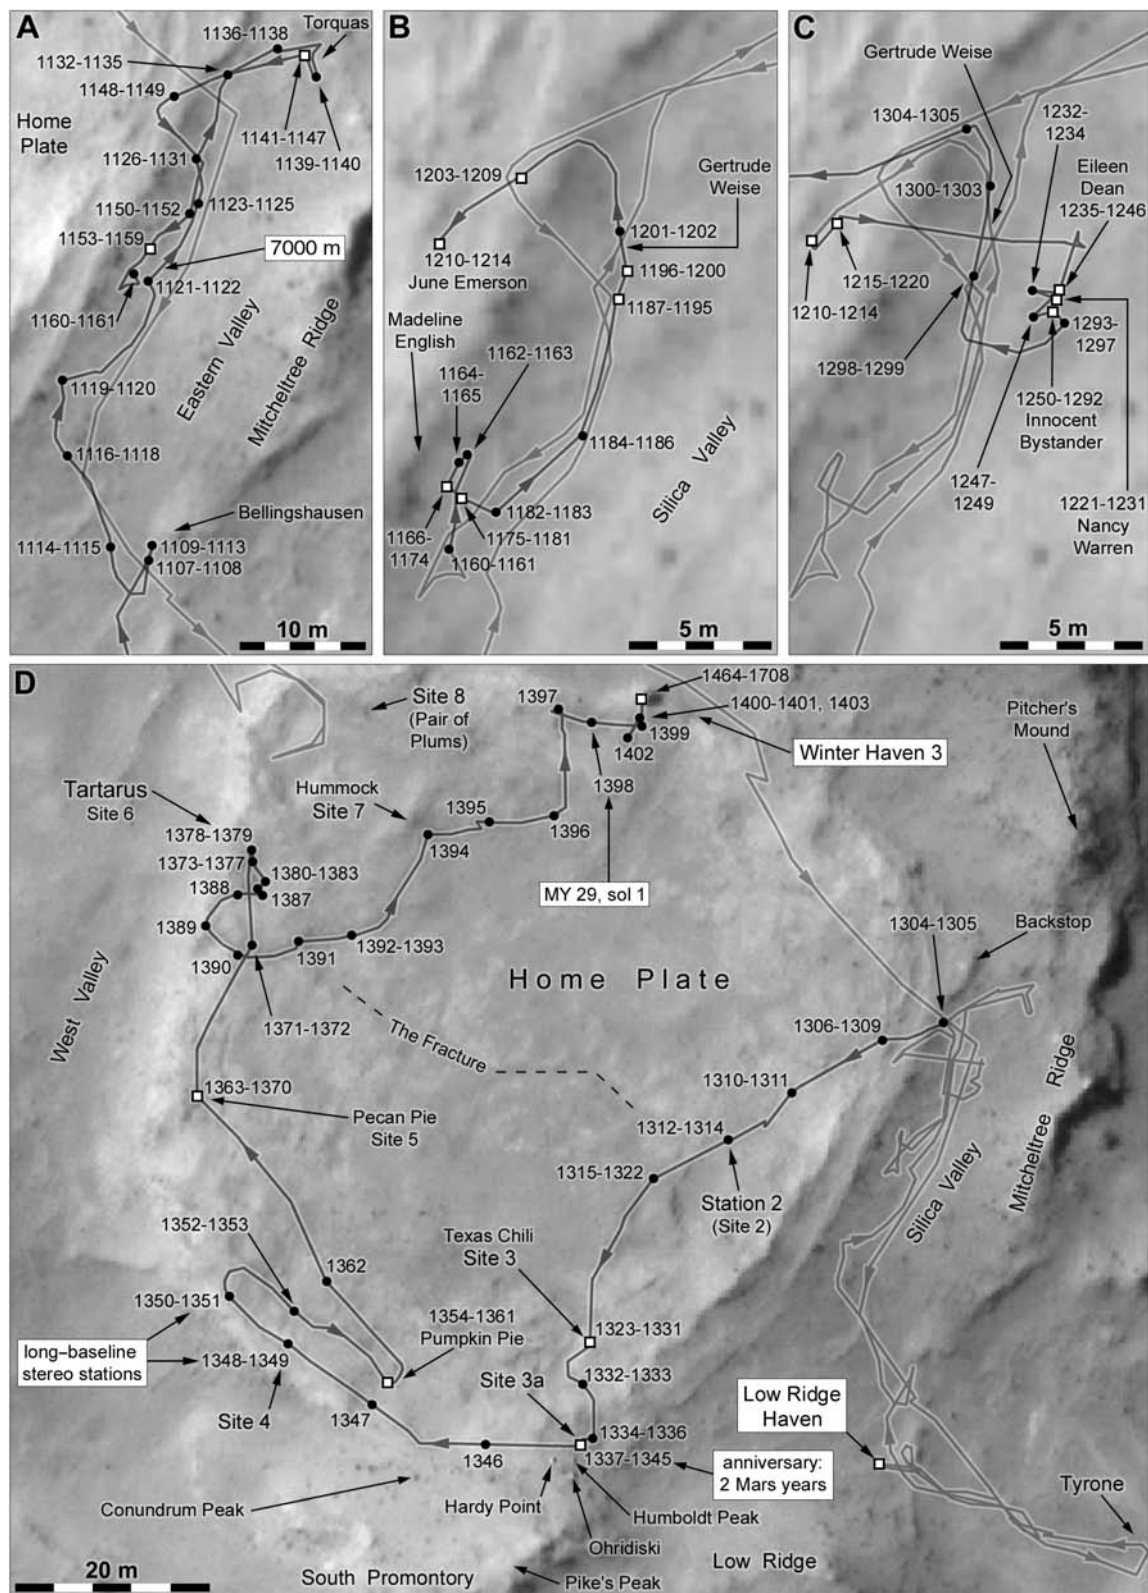 A
1136-1138
Torquas
1132-1135
1148-1149
Home
Plate
1141-1147
1139-1140
1126-1131
1123-1125
1150-1152
1153-1159
7000 m
1121-1122
1160-1161
Eastern Valley
Mitcheltree Ridge
1119-1120
1116-1118
Bellingshausen
1114-1115
1109-1113
1107-1108
10 m
B
1203-1209
Gertrude
Weise
1201-1202
1210-1214
June Emerson
1196-1200
1187-1195
Madeline
English
1162-1163
1164-
1165
1184-1186
Silica Valley
1182-1183
1166-
1174
1175-1181
1160-1161
5 m
C
Gertrude Weise
1304-1305
1232-
1234
Eileen
Dean
1235-1246
1300-1303
1215-1220
1210-1214
1293-
1297
1298-1299
1250-1292
Innocent
Bystander
1247-
1249
1221-1231
Nancy
Warren
5 m
D
Site 8
(Pair of
Plums)
1397
1464-1708
1400-1401, 1403
1399
1402
1398
Winter Haven 3
Pitcher's
Mound
Tartarus
Site 6
Hummock
Site 7
1395
1396
1394
1378-1379
1373-1377
1380-1383
1388
1387
MY 29, sol 1
1389
1392-1393
1391
1390
1304-1305
Backstop
Home Plate
West Valley
1371-1372
The Fracture
1306-1309
1310-1311
Mitcheltree Ridge
1363-1370
Pecan Pie
Site 5
1312-1314
1315-1322
Station 2
(Site 2)
Silica Valley
1352-1353
Texas Chili
Site 3
1362
1350-1351
1354-1361
Pumpkin Pie
1323-1331
long–baseline
stereo stations
1348-1349
1332-1333
Site 3a
Site 4
1347
1334-1336
Low Ridge
Haven
1346
1337-1345
anniversary:
2 Mars years
Conundrum Peak
Hardy Point
Humboldt Peak
Tyrone
Ohridiski
20 m
South Promontory
Pike's Peak
Low Ridge